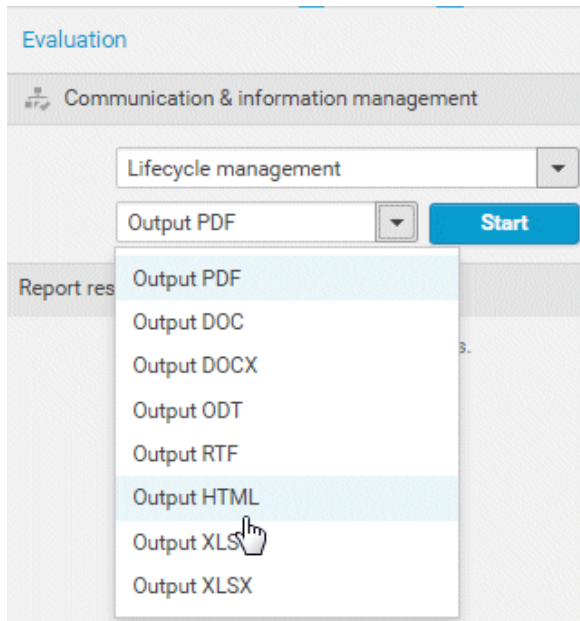 Evaluation
Communication & information management
Lifecycle management
Output PDF
Start
Output PDF
Report res
Output DOC
s.
Output DOCX
Output ODT
Output RTF
Output HTML
Output XLS
Output XLSX